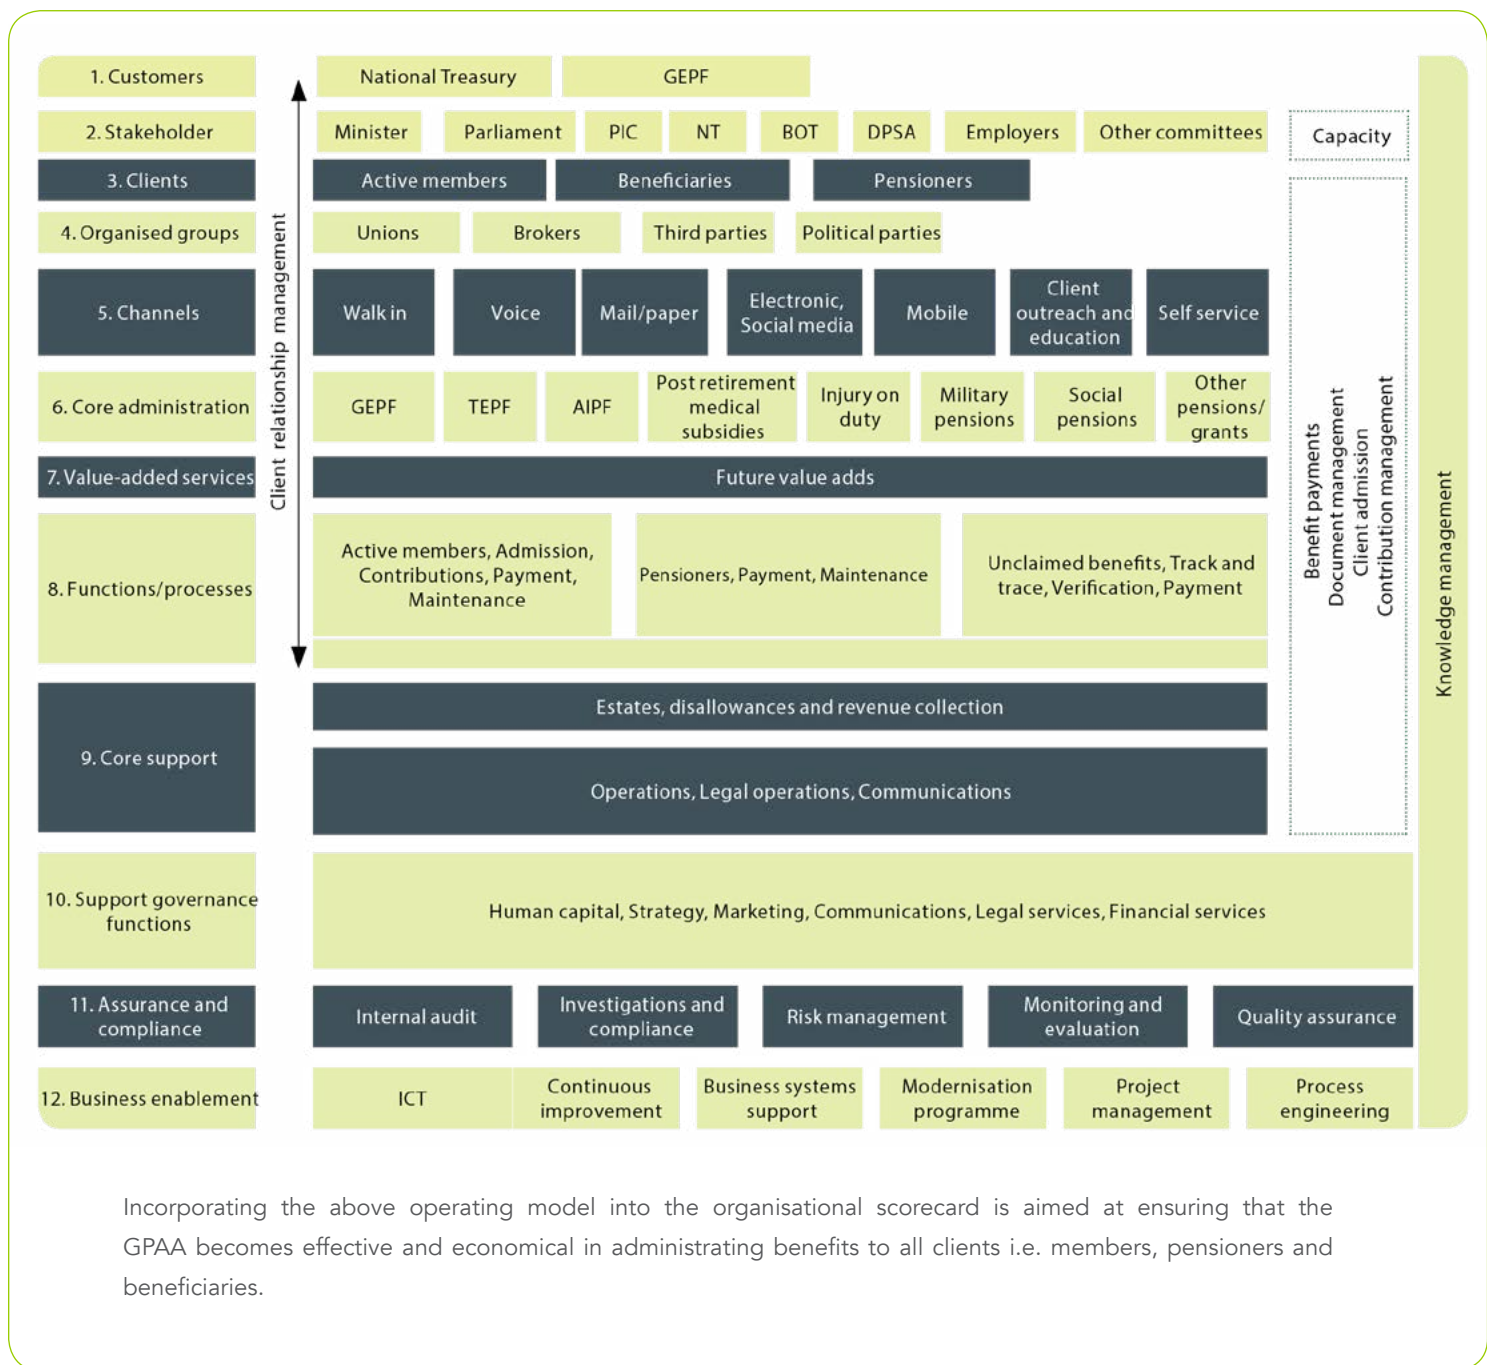 1. Customers
National Treasury
GEPF
2. Stakeholder
Minister
Parliament
PIC
NT
BOT
DPSA
Employers
Other committees
Capacity
3. Clients
Active members
Beneficiaries
Pensioners
4. Organised groups
Unions
Brokers
Third parties
Political parties
5. Channels
Walk in
Voice
Mail/paper
Electronic,
Social media
Mobile
Client
outreach and
education
Self service
6. Core administration
GEPF
TEPF
AIPF
Post retirement
medical
subsidies
Injury on
duty
Military
pensions
Social
pensions
Other
pensions/
grants
7. Value-added services
Future value adds
8. Functions/processes
Active members, Admission,
Contributions, Payment,
Maintenance
Pensioners, Payment, Maintenance
Unclaimed benefits, Track and
trace, Verification, Payment
Client relationship management
Benefit payments
Document management
Client admission
Contribution management
Knowledge management
9. Core support
Estates, disallowances and revenue collection
Operations, Legal operations, Communications
10. Support governance
functions
Human capital, Strategy, Marketing, Communications, Legal services, Financial services
11. Assurance and
compliance
Internal audit
Investigations and
compliance
Risk management
Monitoring and
evaluation
Quality assurance
12. Business enablement
ICT
Continuous
improvement
Business systems
support
Modernisation
programme
Project
management
Process
engineering
Incorporating the above operating model into the organisational scorecard is aimed at ensuring that the
GPAA becomes effective and economical in administrating benefits to all clients i.e. members, pensioners and
beneficiaries.